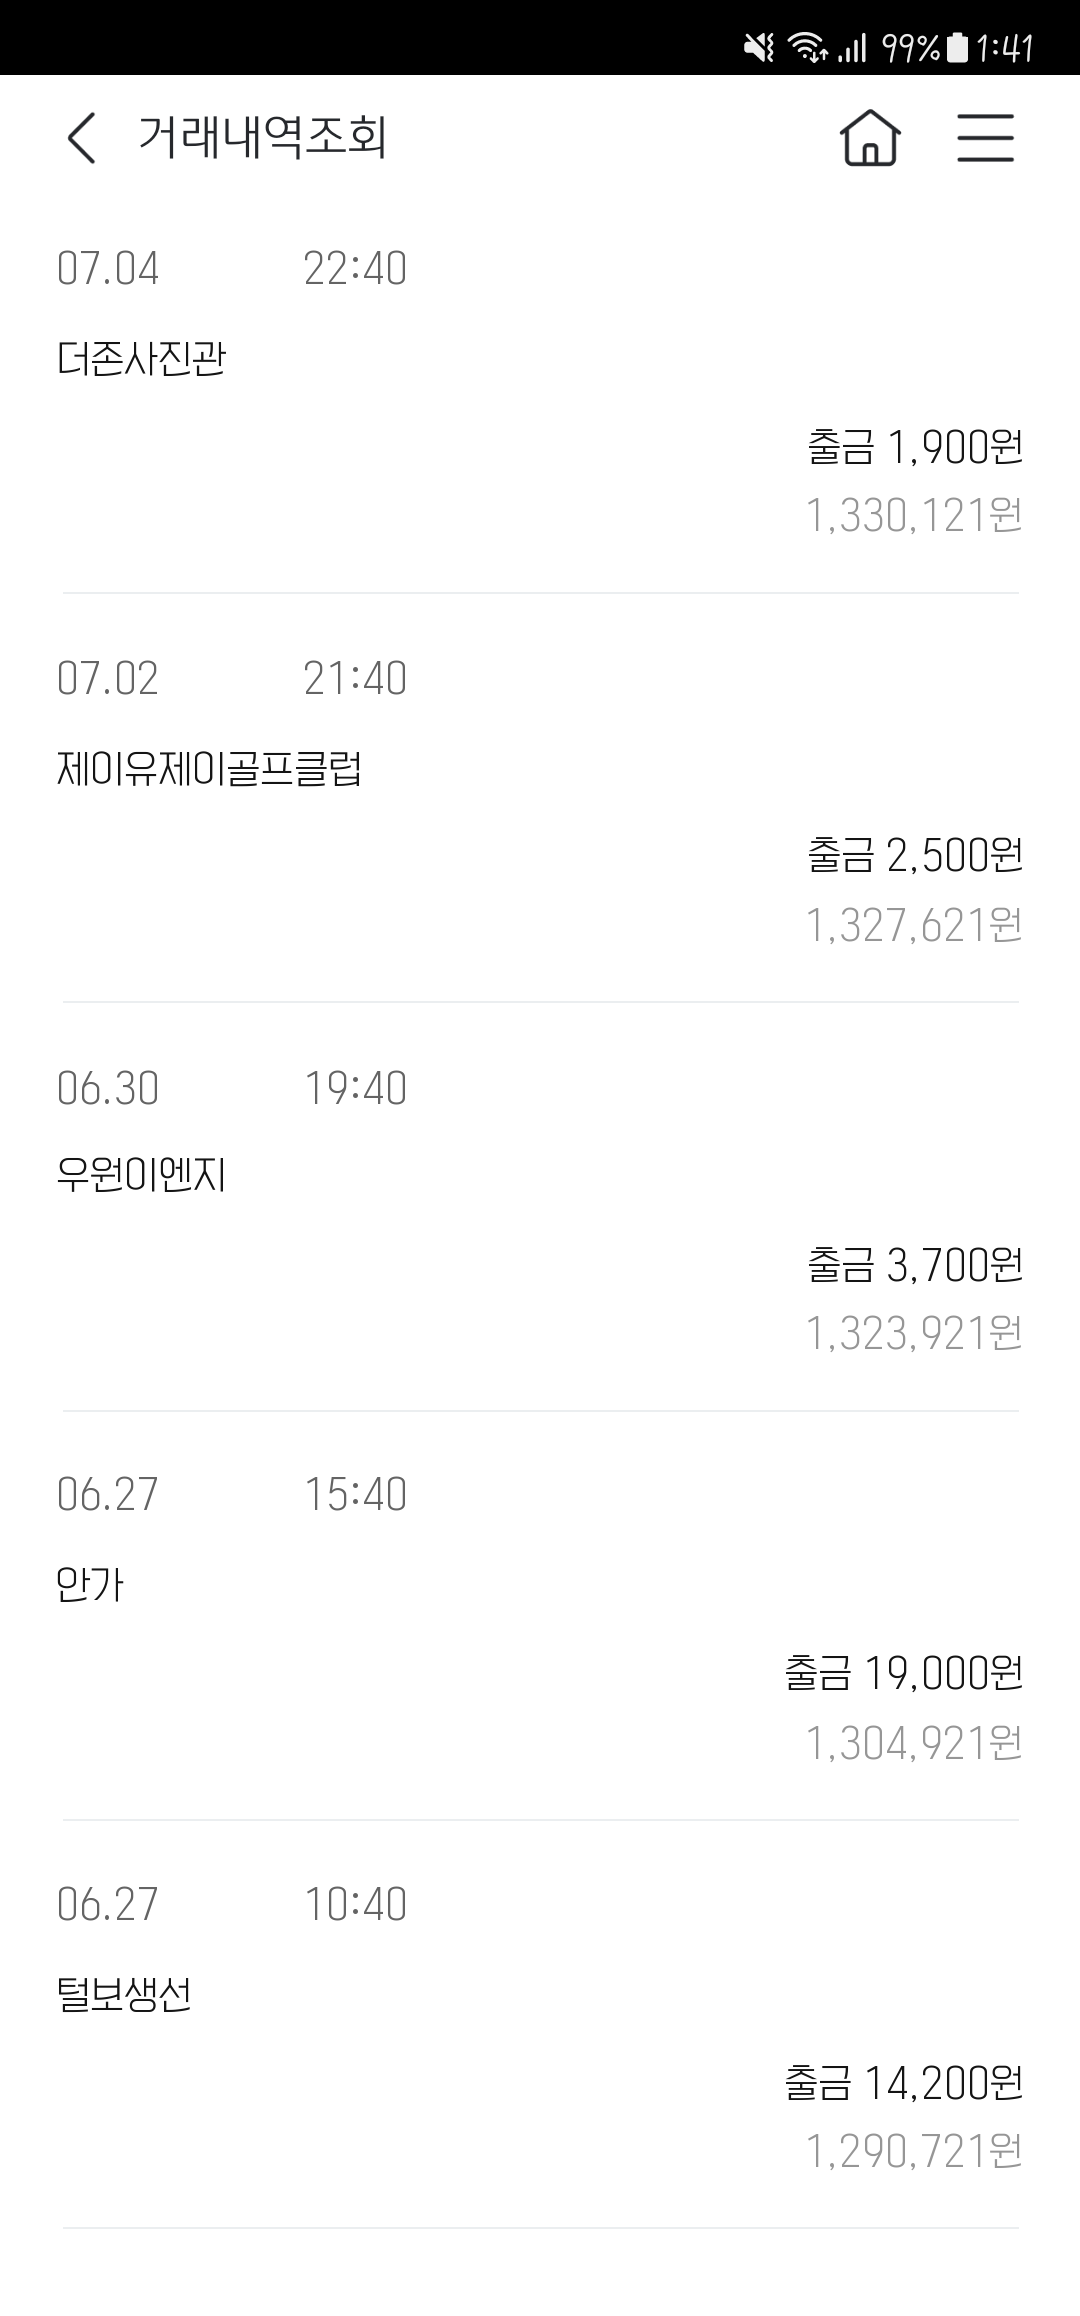 99% 1:41
거래내역조회
07.04 22:40
더존사진관
출금 1,900원
1,330,121원
07.02 21:40
제이유제이골프클럽
출금 2,500원
1,327,621원
06.30 19:40
우원이엔지
출금 3,700원
1,323,921원
06.27 15:40
안가
출금 19,000원
1,304,921원
06.27 10:40
털보생선
출금 14,200원
1,290,721원